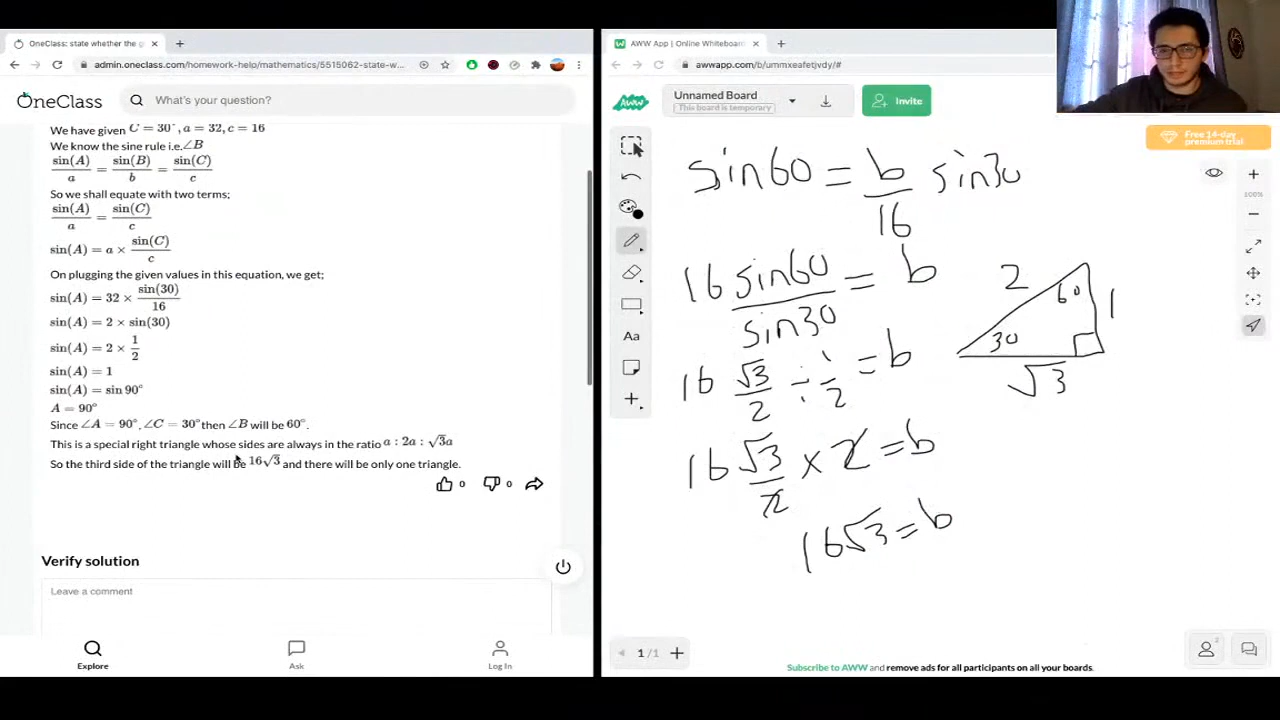 OneClass: state whether the g
admin.oneclass.com/homework-help/mathematics/5515062-state-w...
OneClass
What's your question?
We have given C = 30°, a = 32, c = 16
We know the sine rule i.e.∠B
sin(A)/a = sin(B)/b = sin(C)/c
So we shall equate with two terms;
sin(A)/a = sin(C)/c
sin(A) = a × sin(C)/c
On plugging the given values in this equation, we get;
sin(A) = 32 × sin(30)/16
sin(A) = 2 × sin(30)
sin(A) = 2 × 1/2
sin(A) = 1
sin(A) = sin 90°
A = 90°
Since ∠A = 90°, ∠C = 30° then ∠B will be 60°.
This is a special right triangle whose sides are always in the ratio a : 2a : √3a
So the third side of the triangle will be 16√3 and there will be only one triangle.
0
0
Verify solution
Leave a comment
Explore
Ask
Log In
AWW App | Online Whiteboard
awwapp.com/b/ummxeafetjvdy/#
AWW
Unnamed Board
This board is temporary
Invite
Free 14-day
premium trial
100%
Aa
sin60 = b/16 sin30
16 sin60/sin30 = b
16 √3/2 ÷ 1/2 = b
16 √3/2 × 2 = b
16√3 = b
2
60
1
30
√3
1 / 1
2
Subscribe to AWW and remove ads for all participants on all your boards.